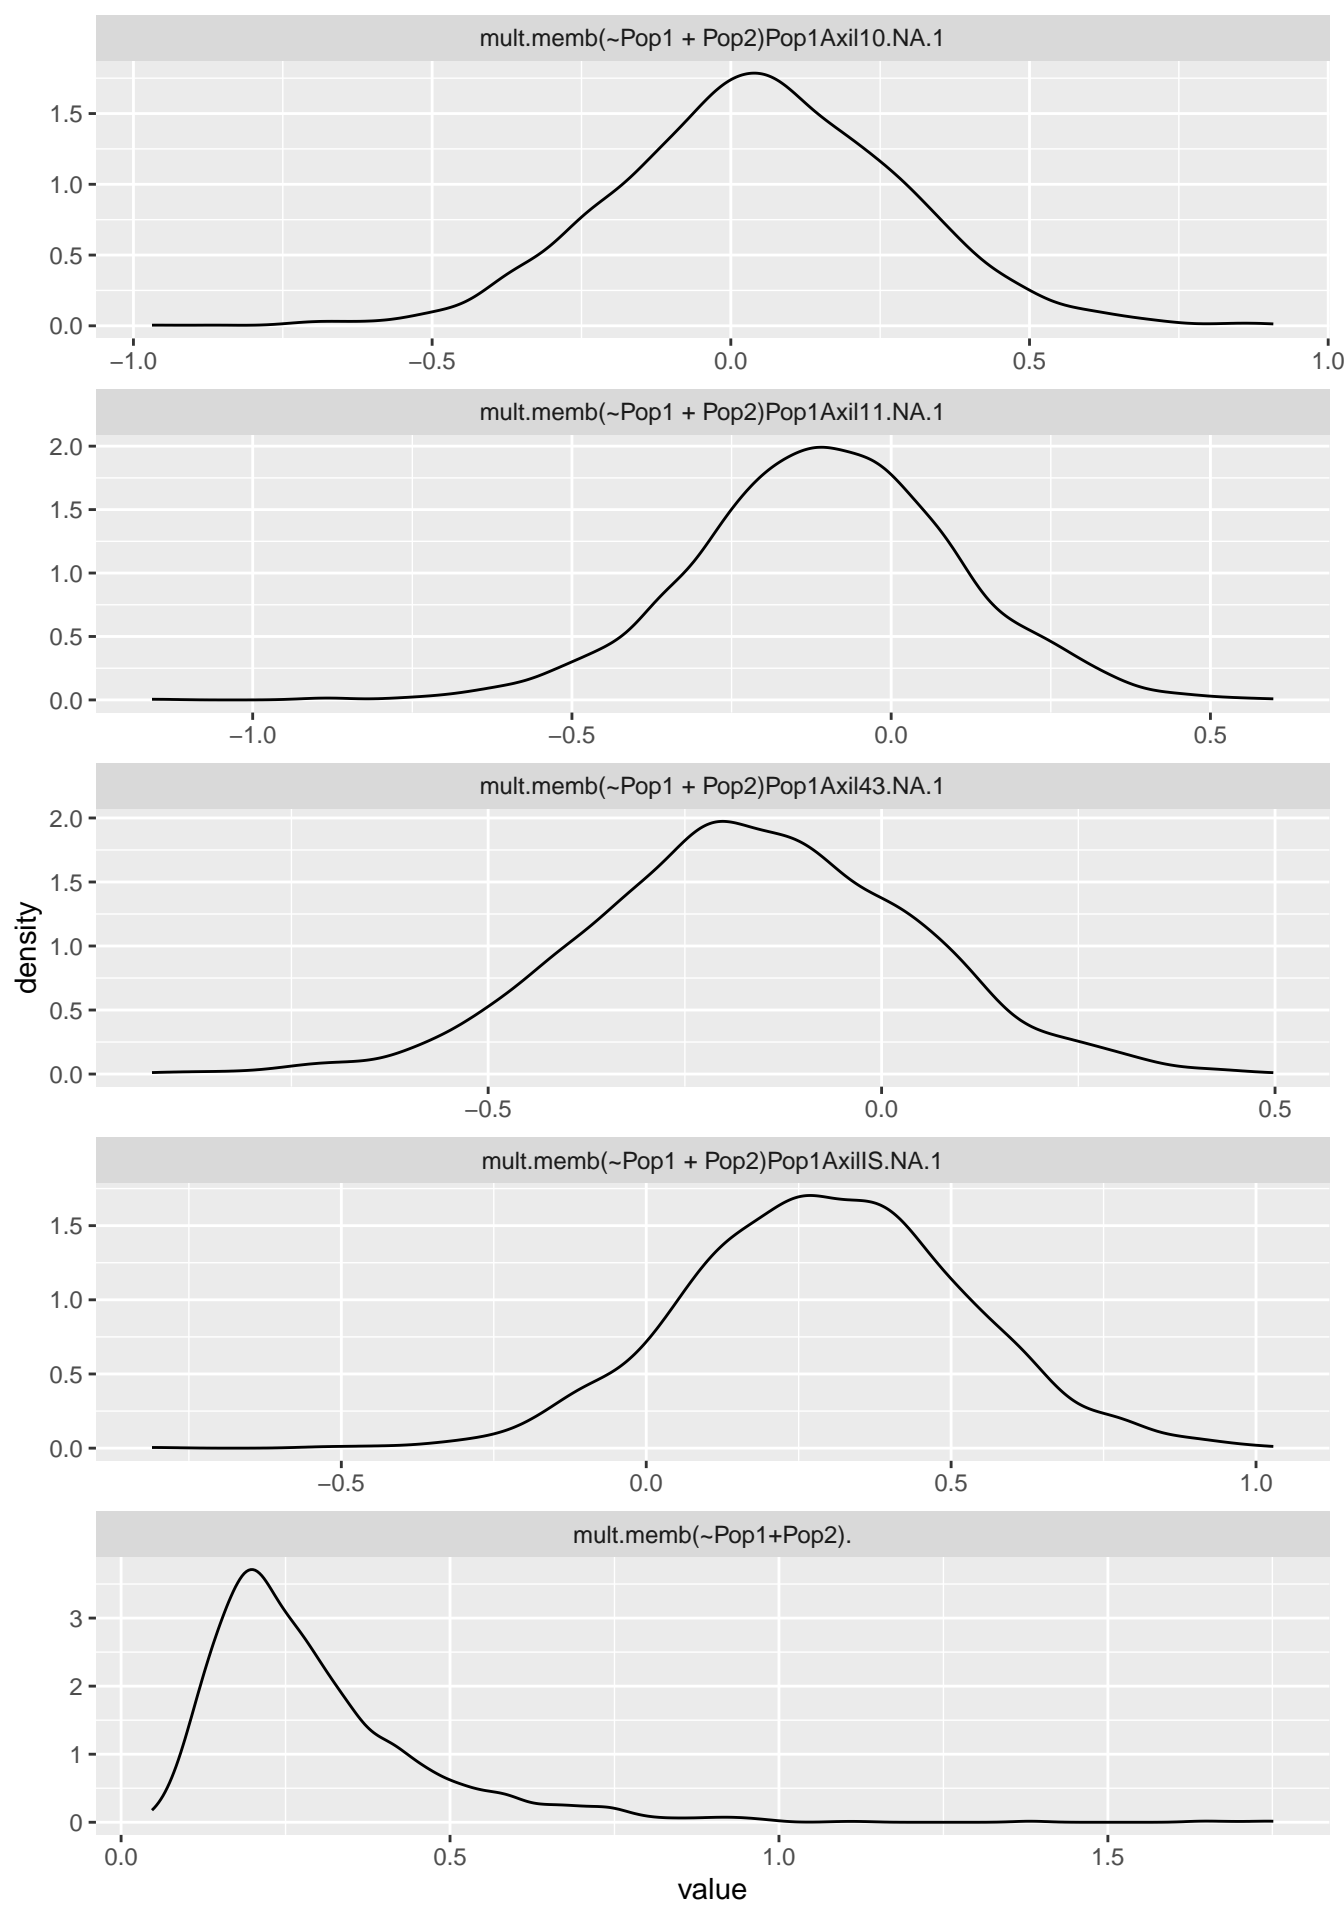 mult.memb(~Pop1 + Pop2)Pop1Axil10.NA.1
1.5
1.0
0.5
0.0
−1.0 −0.5 0.0 0.5 1.0
mult.memb(~Pop1 + Pop2)Pop1Axil11.NA.1
2.0
1.5
1.0
0.5
0.0
−1.0 −0.5 0.0 0.5
mult.memb(~Pop1 + Pop2)Pop1Axil43.NA.1
2.0
1.5
1.0
0.5
0.0
−0.5 0.0 0.5
density
mult.memb(~Pop1 + Pop2)Pop1AxilIS.NA.1
1.5
1.0
0.5
0.0
−0.5 0.0 0.5 1.0
mult.memb(~Pop1+Pop2).
3
2
1
0
0.0 0.5 1.0 1.5
value